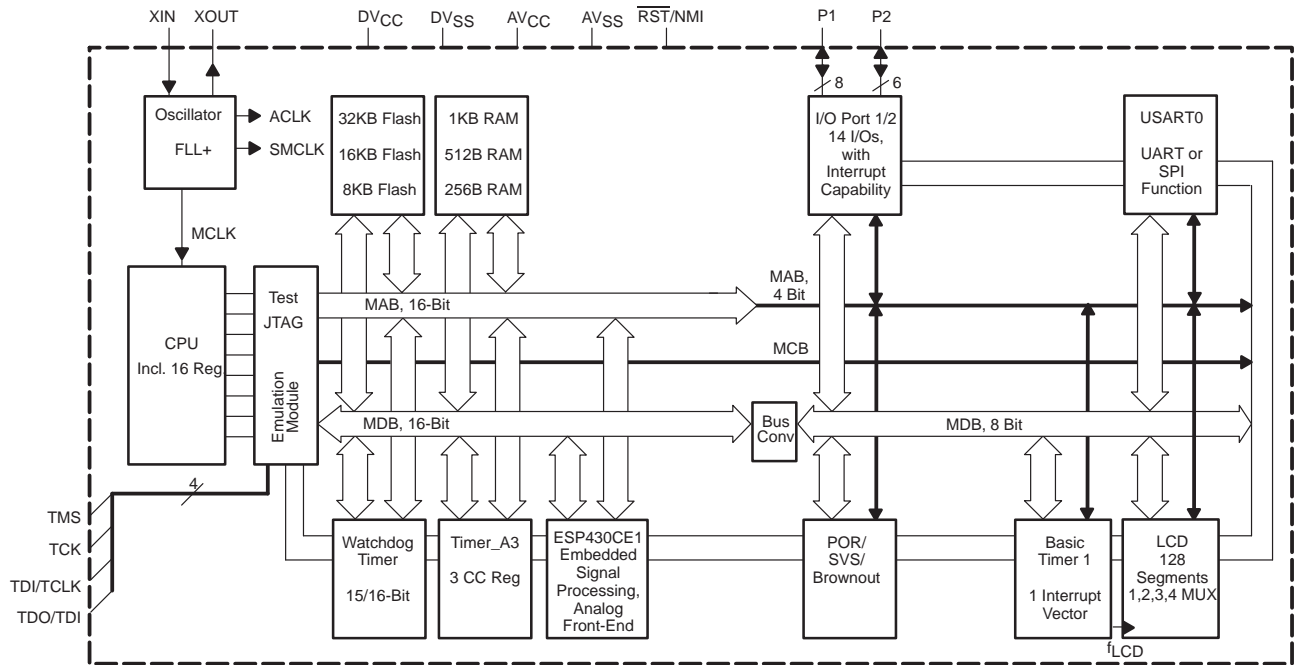 XIN
XOUT
DVCC
DVSS
AVCC
AVSS
RST/NMI
P1
P2
8
6
Oscillator
FLL+
ACLK
SMCLK
32KB Flash
16KB Flash
8KB Flash
1KB RAM
512B RAM
256B RAM
I/O Port 1/2
14 I/Os,
with
Interrupt
Capability
USART0
UART or
SPI
Function
MCLK
CPU
Incl. 16 Reg.
Test
JTAG
Emulation
Module
MAB, 16-Bit
MAB,
4 Bit
MCB
MDB, 16-Bit
Bus
Conv
MDB, 8 Bit
4
TMS
TCK
TDI/TCLK
TDO/TDI
Watchdog
Timer
15/16-Bit
Timer_A3
3 CC Reg
ESP430CE1
Embedded
Signal
Processing,
Analog
Front-End
POR/
SVS/
Brownout
Basic
Timer 1
1 Interrupt
Vector
LCD
128
Segments
1,2,3,4 MUX
fLCD